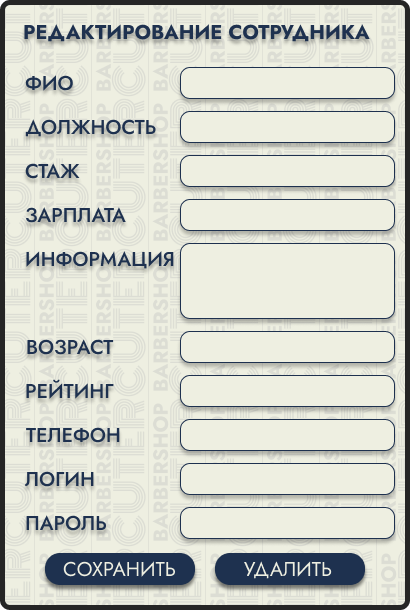 РЕДАКТИРОВАНИЕ СОТРУДНИКА
ФИО
ДОЛЖНОСТЬ
СТАЖ
ЗАРПЛАТА
ИНФОРМАЦИЯ
ВОЗРАСТ
РЕЙТИНГ
ТЕЛЕФОН
ЛОГИН
ПАРОЛЬ
СОХРАНИТЬ УДАЛИТЬ